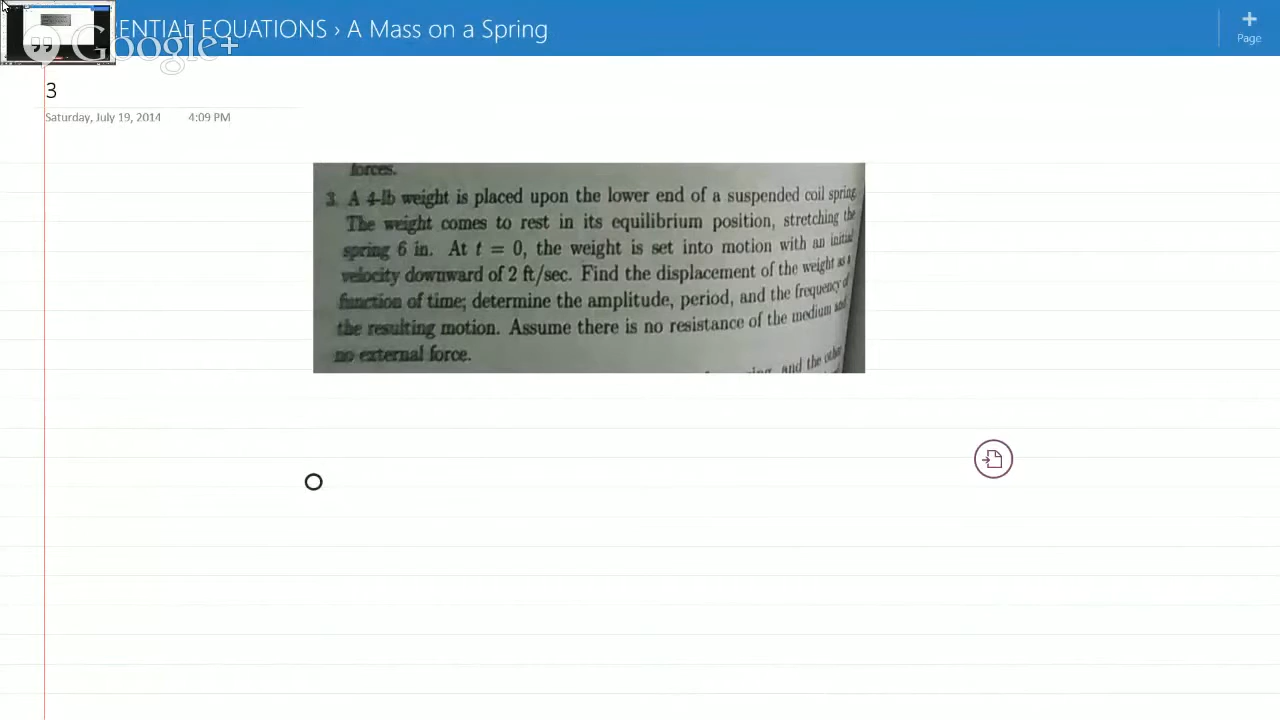 ENTIAL EQUATIONS › A Mass on a Spring
Google+
Page
3
Saturday, July 19, 2014 4:09 PM
forces.
3. A 4-lb weight is placed upon the lower end of a suspended coil spring.
The weight comes to rest in its equilibrium position, stretching the
spring 6 in. At t = 0, the weight is set into motion with an initial
velocity downward of 2 ft/sec. Find the displacement of the weight as a
function of time; determine the amplitude, period, and the frequency of
the resulting motion. Assume there is no resistance of the medium and
no external force.
and the other